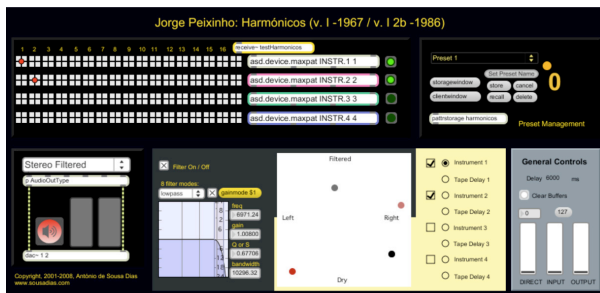 Jorge Peixinho: Harmónicos (v. I -1967 / v. I 2b -1986)
1 2 3 4 5 6 7 8 9 10 11 12 13 14 15 16
receive~ testHarmonicos
asd.device.maxpat INSTR.1 1
asd.device.maxpat INSTR.2 2
asd.device.maxpat INSTR.3 3
asd.device.maxpat INSTR.4 4
Preset 1
Set Preset Name
storagewindow
store
cancel
clientwindow
recall
delete
0
pattrstorage harmonicos
Preset Management
Stereo Filtered
p AudioOutType
dac~ 1 2
Copyright, 2001-2008, António de Sousa Dias
www.sousadias.com
Filter On / Off
8 filter modes:
lowpass
gainmode $1
freq
6971.24
gain
1.00800
Q or S
0.67706
bandwidth
10296.32
8
2
6
-6
-12
-18
Filtered
Left
Right
Dry
Instrument 1
Tape Delay 1
Instrument 2
Tape Delay 2
Instrument 3
Tape Delay 3
Instrument 4
Tape Delay 4
General Controls
Delay 6000 ms
Clear Buffers
0
127
DIRECT INPUT OUTPUT